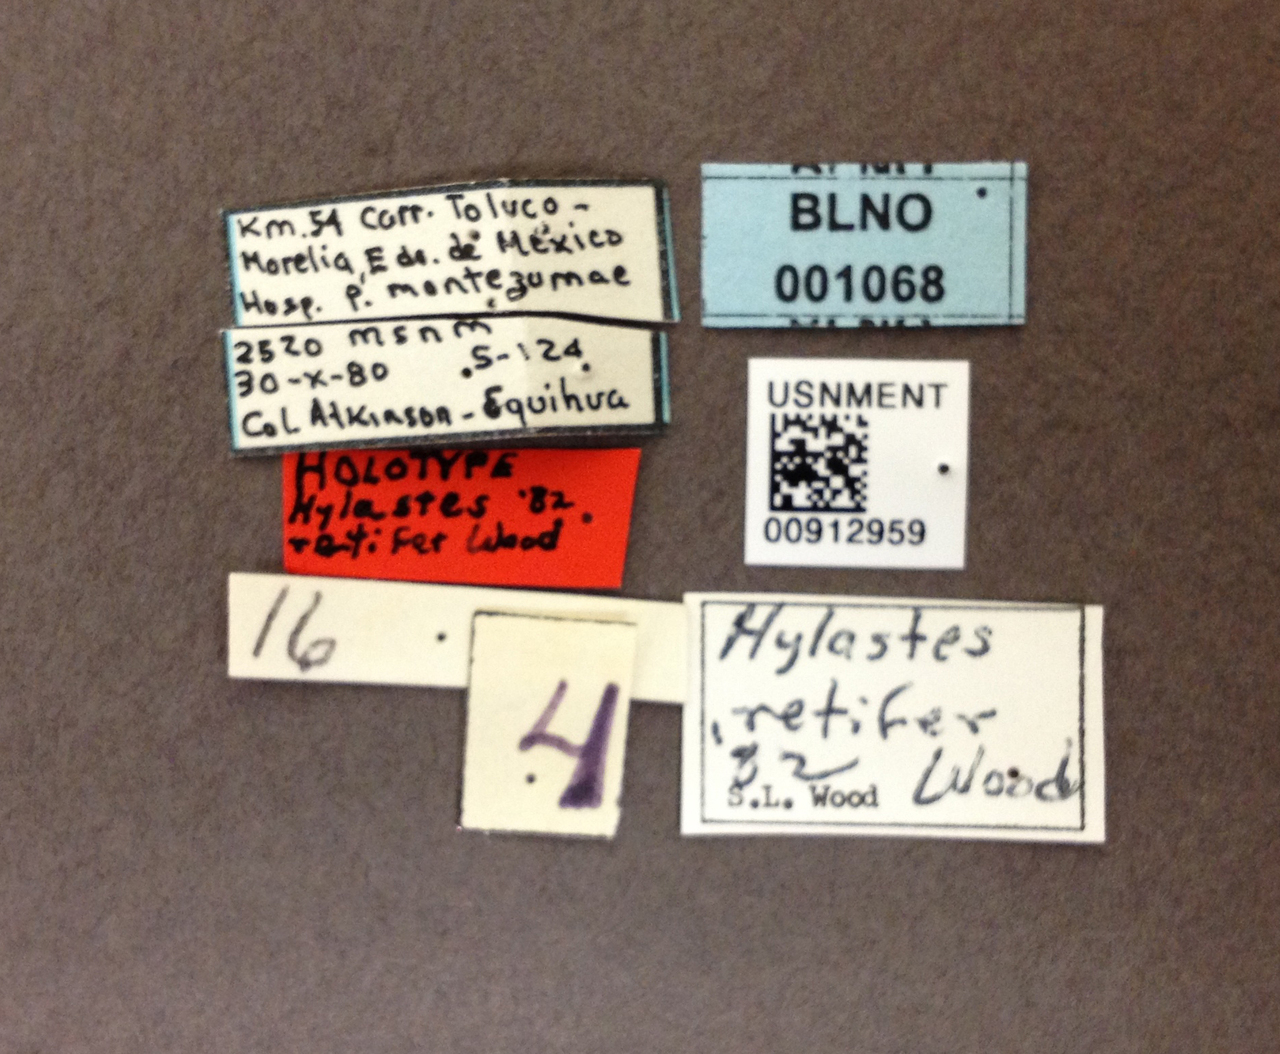 Km. 54 Carr. Toluco-
Morelia, Edo. de México
Hosp. P. montezumae
2520 msnm
30-X-80 S-124
Col Atkinson-Equihua
HOLOTYPE
Hylastes '82
retifer Wood
16
4
BLNO
001068
USNMENT
00912959
Hylastes
retifer
82 Wood
S.L. Wood